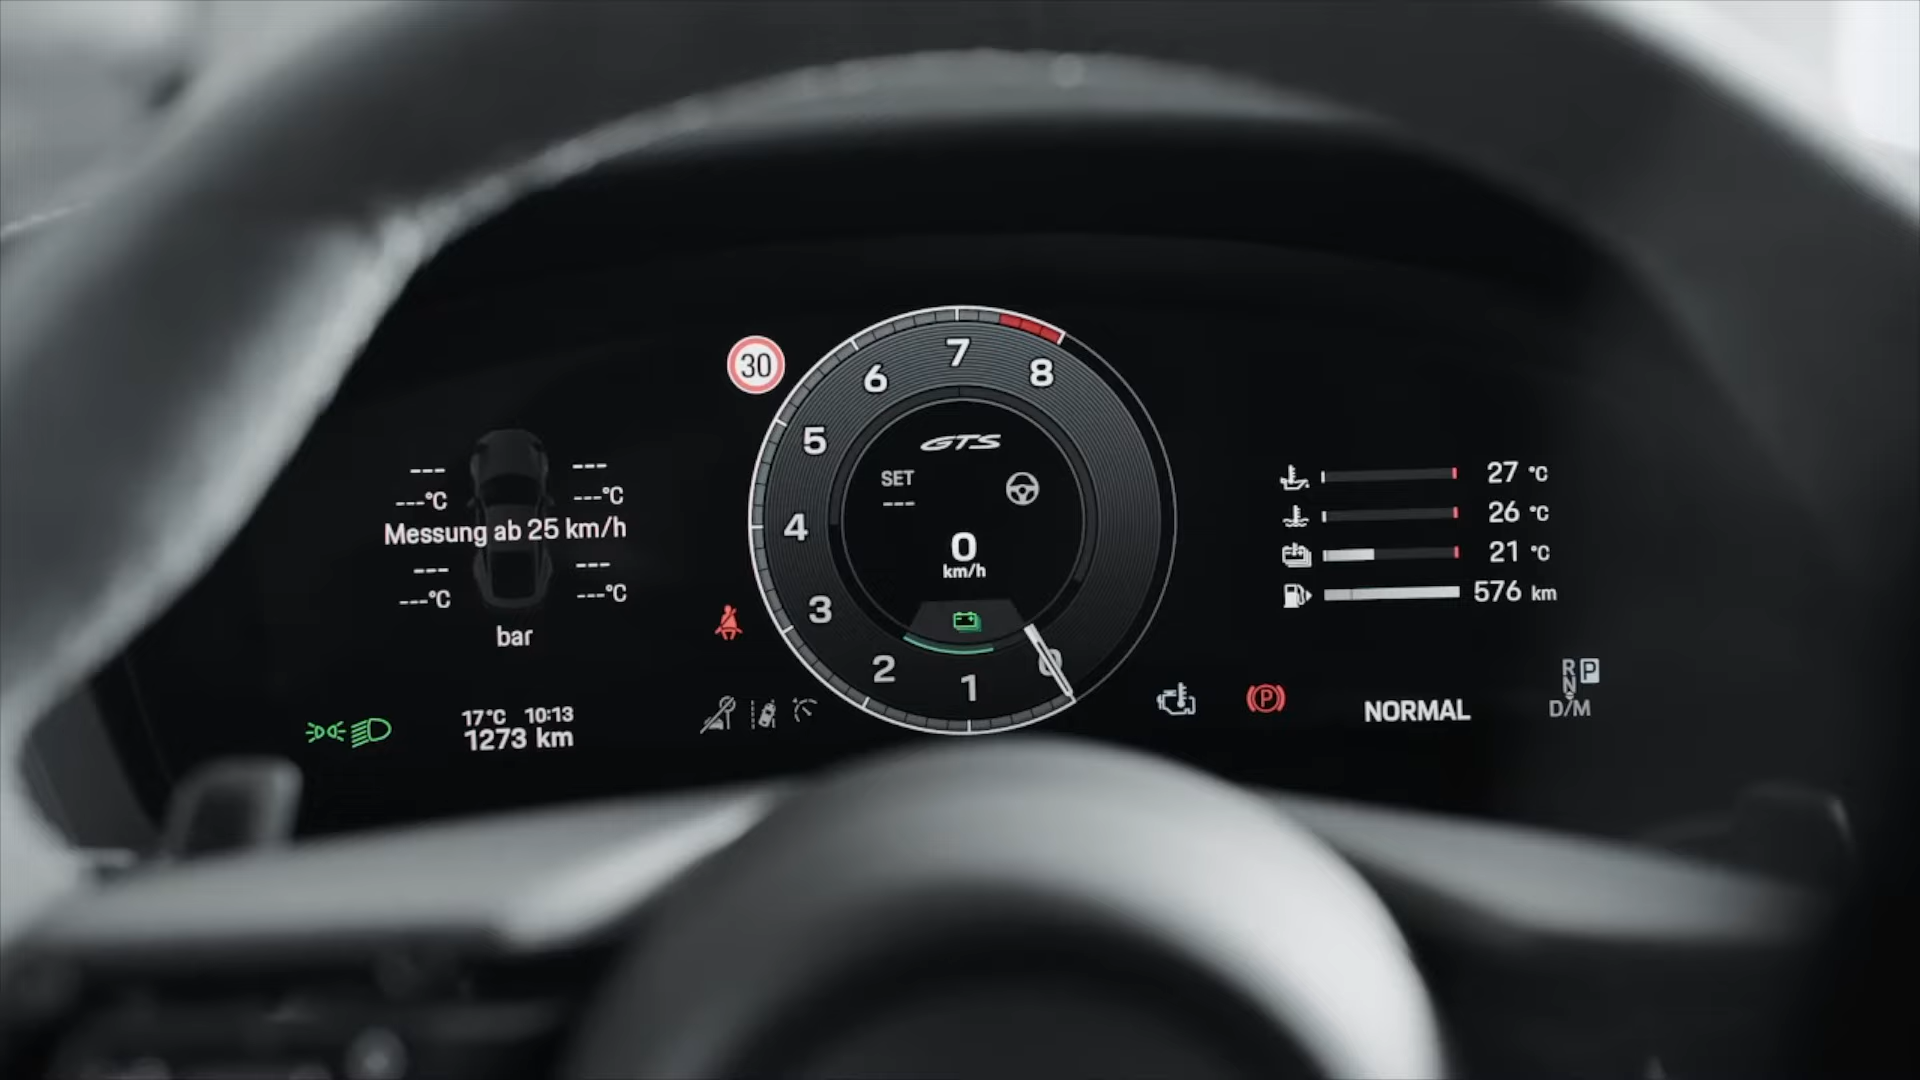 30
--- ---
---°C ---°C
Messung ab 25 km/h
--- ---
---°C ---°C
bar
17°C 10:13
1273 km
0 1 2 3 4 5 6 7 8
GTS
SET
---
0
km/h
27 °C
26 °C
21 °C
576 km
P
NORMAL
R P
N
D/M